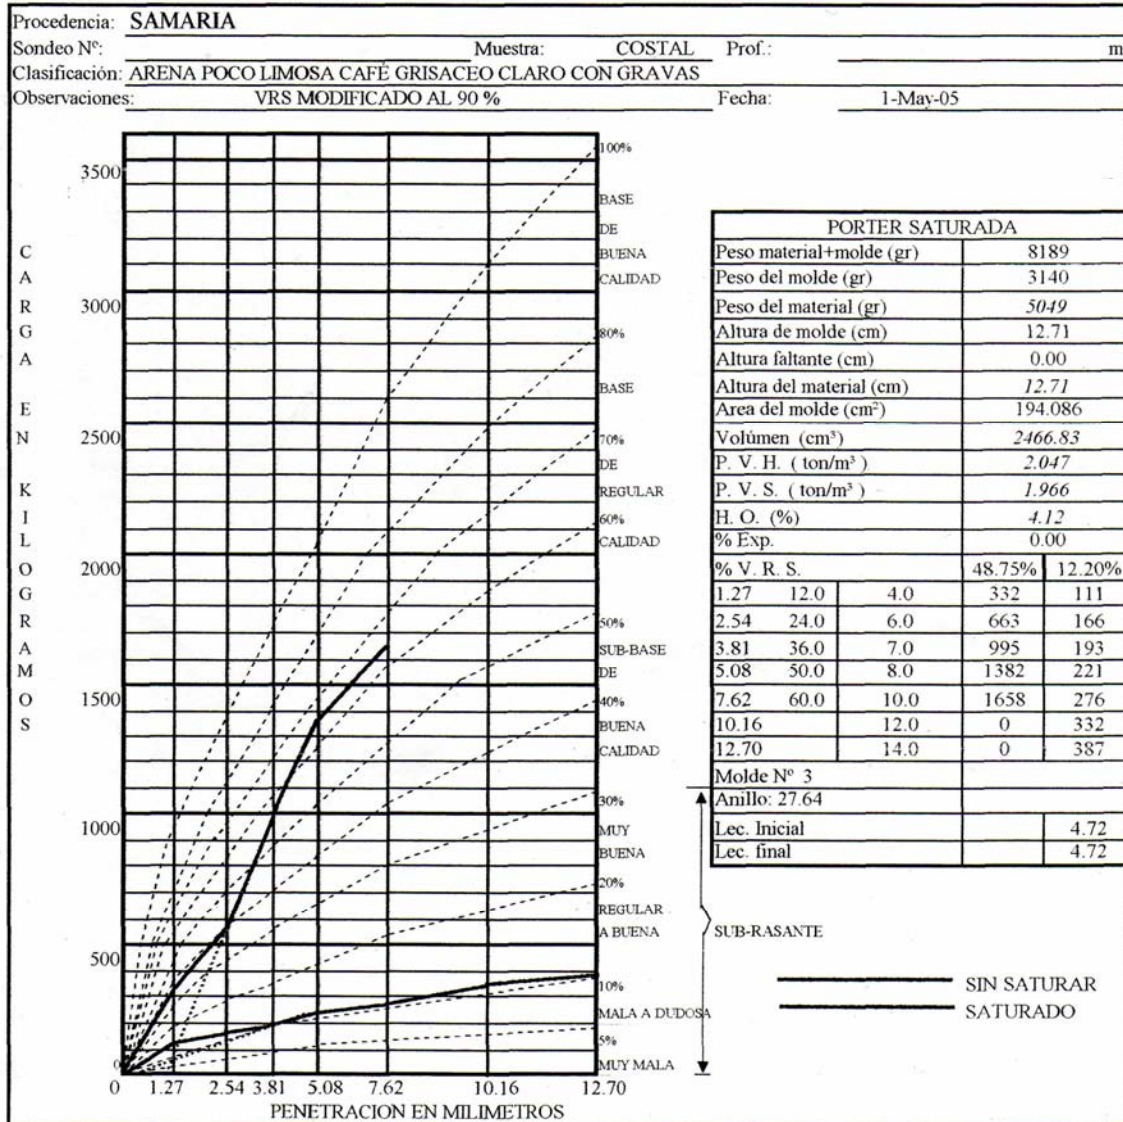 Procedencia: SAMARIA
Sondeo Nº: Muestra: COSTAL Prof.: m
Clasificación: ARENA POCO LIMOSA CAFÉ GRISACEO CLARO CON GRAVAS
Observaciones: VRS MODIFICADO AL 90 % Fecha: 1-May-05
CARGA EN KILOGRAMOS
3500
3000
2500
2000
1500
1000
500
0
0 1.27 2.54 3.81 5.08 7.62 10.16 12.70
PENETRACION EN MILIMETROS
100%
BASE
DE
BUENA
CALIDAD
80%
BASE
70%
DE
REGULAR
60%
CALIDAD
50%
SUB-BASE
DE
40%
BUENA
CALIDAD
30%
MUY
BUENA
20%
REGULAR
A BUENA
10%
MALA A DUDOSA
5%
MUY MALA
SUB-RASANTE
PORTER SATURADA
Peso material+molde (gr) 8189
Peso del molde (gr) 3140
Peso del material (gr) 5049
Altura de molde (cm) 12.71
Altura faltante (cm) 0.00
Altura del material (cm) 12.71
Area del molde (cm²) 194.086
Volúmen (cm³) 2466.83
P. V. H. ( ton/m³ ) 2.047
P. V. S. ( ton/m³ ) 1.966
H. O. (%) 4.12
% Exp. 0.00
% V. R. S. 48.75% 12.20%
1.27 12.0 4.0 332 111
2.54 24.0 6.0 663 166
3.81 36.0 7.0 995 193
5.08 50.0 8.0 1382 221
7.62 60.0 10.0 1658 276
10.16 12.0 0 332
12.70 14.0 0 387
Molde Nº 3
Anillo: 27.64
Lec. Inicial 4.72
Lec. final 4.72
SIN SATURAR
SATURADO